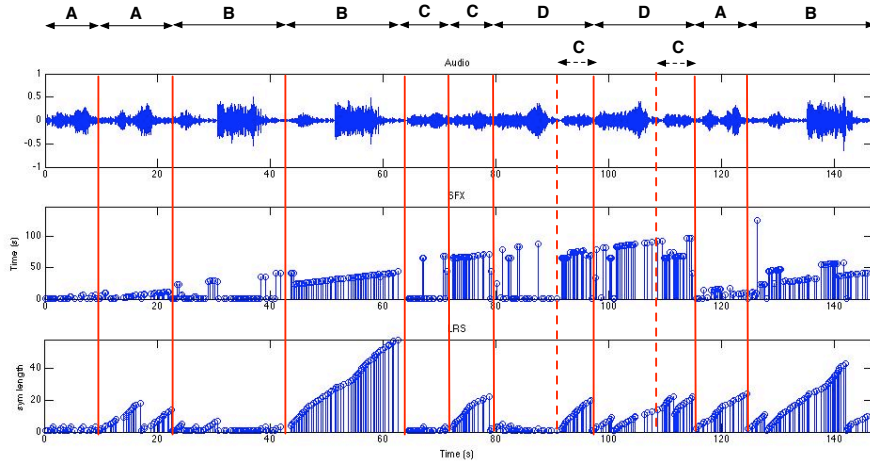 A A B B C C D D A B
C C
Audio
1
0.5
0
-0.5
-1
0 20 40 60 80 100 120 140
SFX
Time [s]
100
50
0
0 20 40 60 80 100 120 140
LRS
sym length
40
20
0
0 20 40 60 80 100 120 140
Time [s]